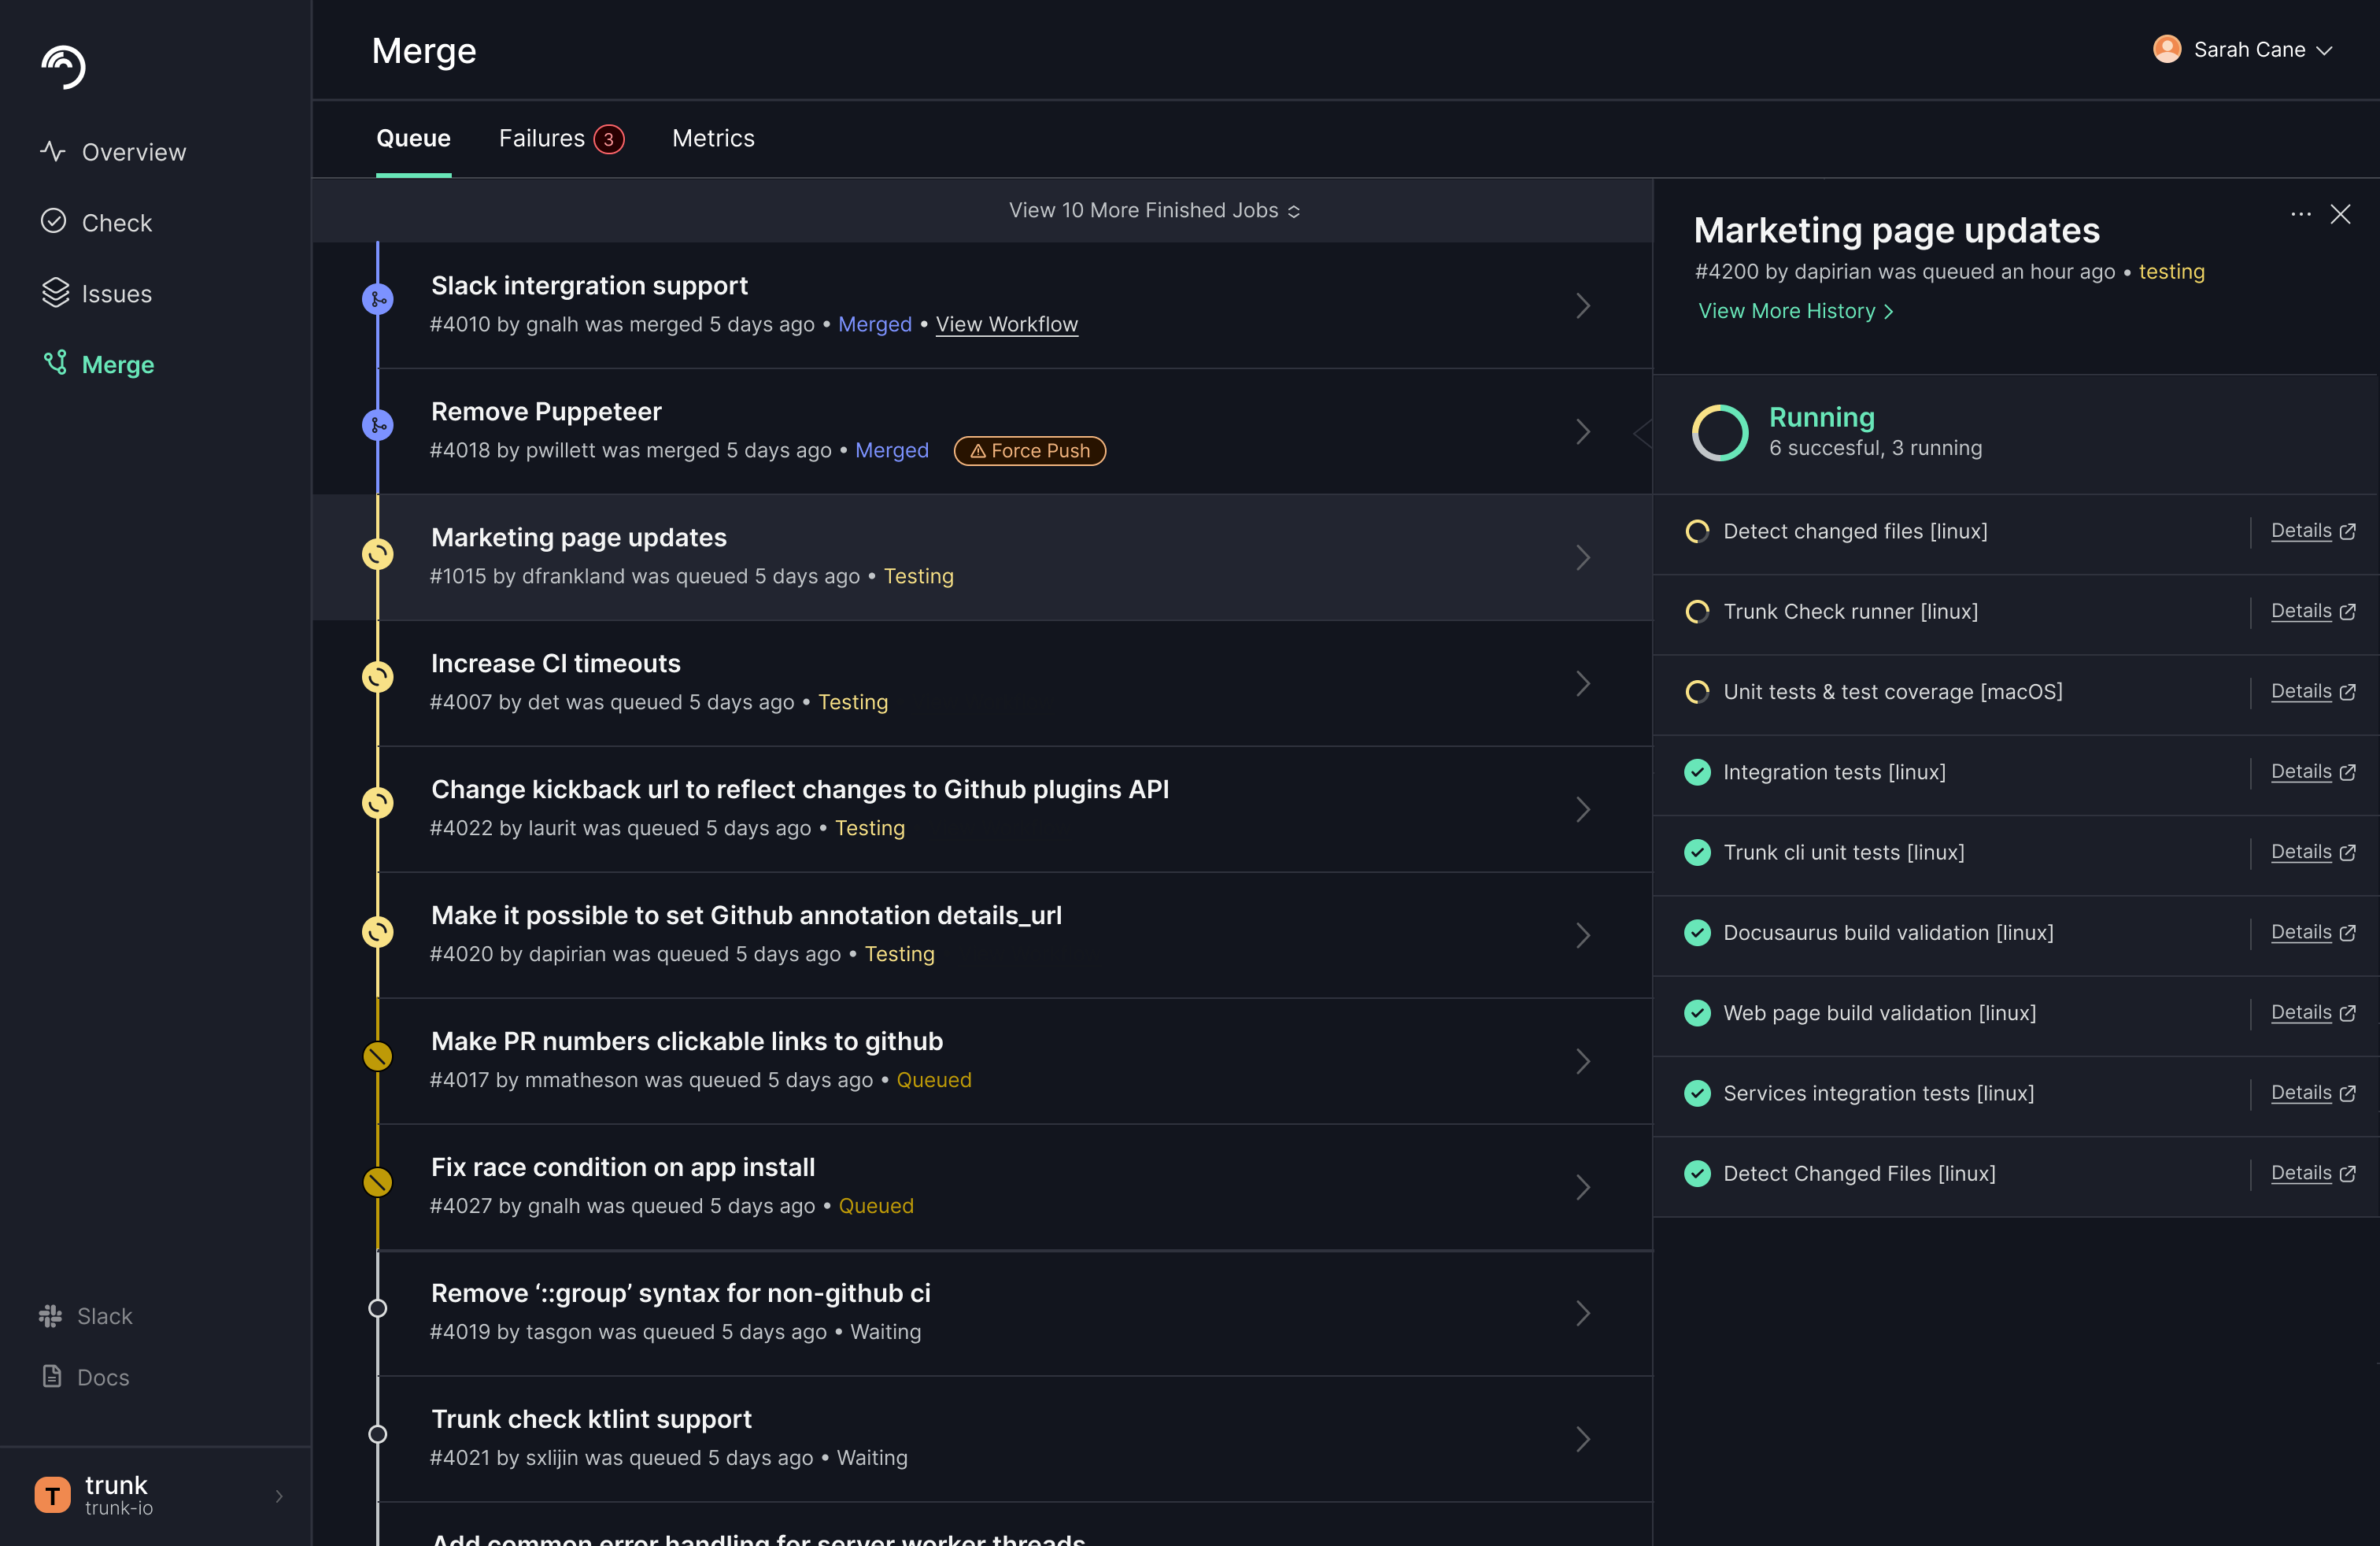 Overview
Check
Issues
Merge
Slack
Docs
T
trunk
trunk-io
Merge
Sarah Cane
Queue
Failures 3
Metrics
View 10 More Finished Jobs
Slack intergration support
#4010 by gnalh was merged 5 days ago • Merged • View Workflow
Remove Puppeteer
#4018 by pwillett was merged 5 days ago • Merged Force Push
Marketing page updates
#1015 by dfrankland was queued 5 days ago • Testing
Increase CI timeouts
#4007 by det was queued 5 days ago • Testing
Change kickback url to reflect changes to Github plugins API
#4022 by laurit was queued 5 days ago • Testing
Make it possible to set Github annotation details_url
#4020 by dapirian was queued 5 days ago • Testing
Make PR numbers clickable links to github
#4017 by mmatheson was queued 5 days ago • Queued
Fix race condition on app install
#4027 by gnalh was queued 5 days ago • Queued
Remove ‘::group’ syntax for non-github ci
#4019 by tasgon was queued 5 days ago • Waiting
Trunk check ktlint support
#4021 by sxlijin was queued 5 days ago • Waiting
Add common error handling for server worker threads
Marketing page updates
#4200 by dapirian was queued an hour ago • testing
View More History
Running
6 succesful, 3 running
Detect changed files [linux] Details
Trunk Check runner [linux] Details
Unit tests & test coverage [macOS] Details
Integration tests [linux] Details
Trunk cli unit tests [linux] Details
Docusaurus build validation [linux] Details
Web page build validation [linux] Details
Services integration tests [linux] Details
Detect Changed Files [linux] Details